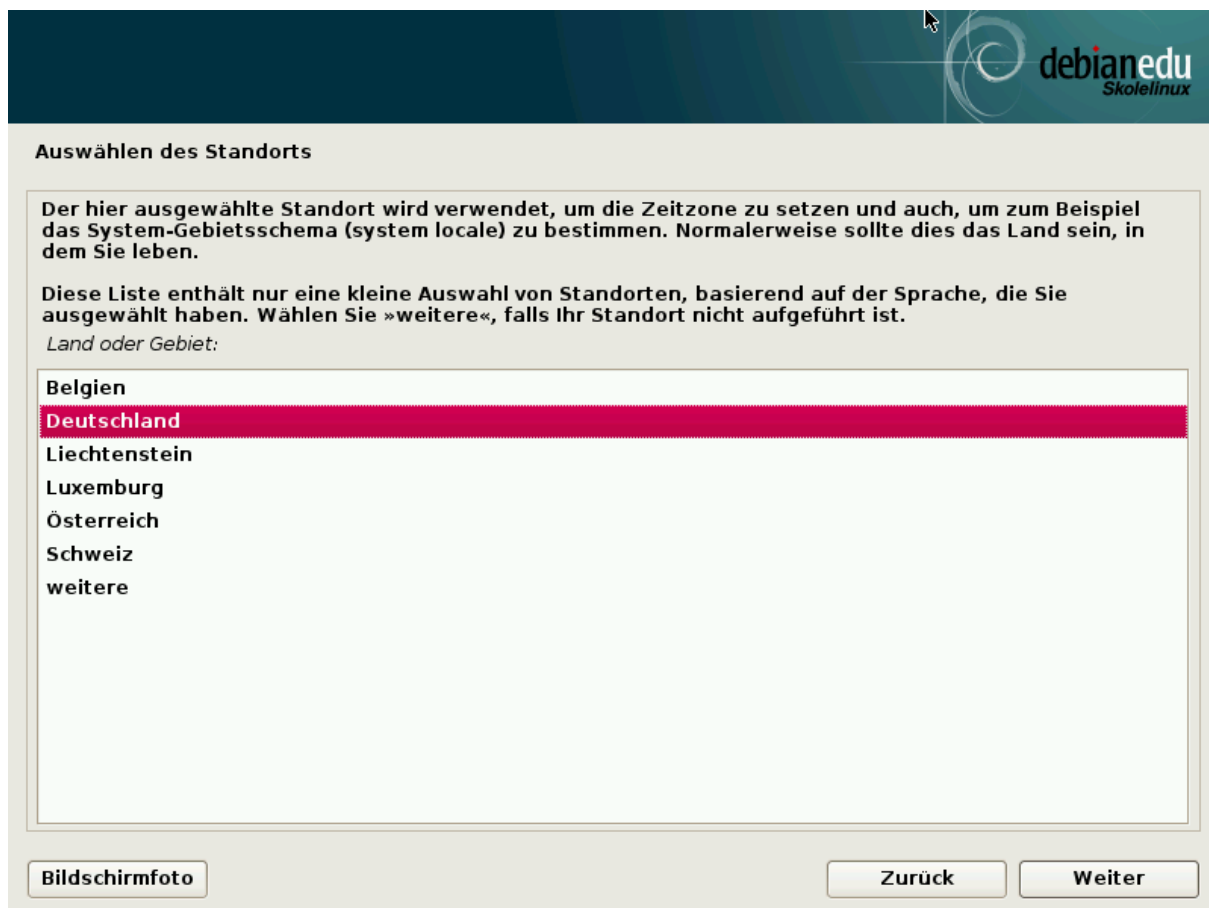 debianedu
Skolelinux
Auswählen des Standorts
Der hier ausgewählte Standort wird verwendet, um die Zeitzone zu setzen und auch, um zum Beispiel
das System-Gebietsschema (system locale) zu bestimmen. Normalerweise sollte dies das Land sein, in
dem Sie leben.
Diese Liste enthält nur eine kleine Auswahl von Standorten, basierend auf der Sprache, die Sie
ausgewählt haben. Wählen Sie »weitere«, falls Ihr Standort nicht aufgeführt ist.
Land oder Gebiet:
Belgien
Deutschland
Liechtenstein
Luxemburg
Österreich
Schweiz
weitere
Bildschirmfoto
Zurück
Weiter